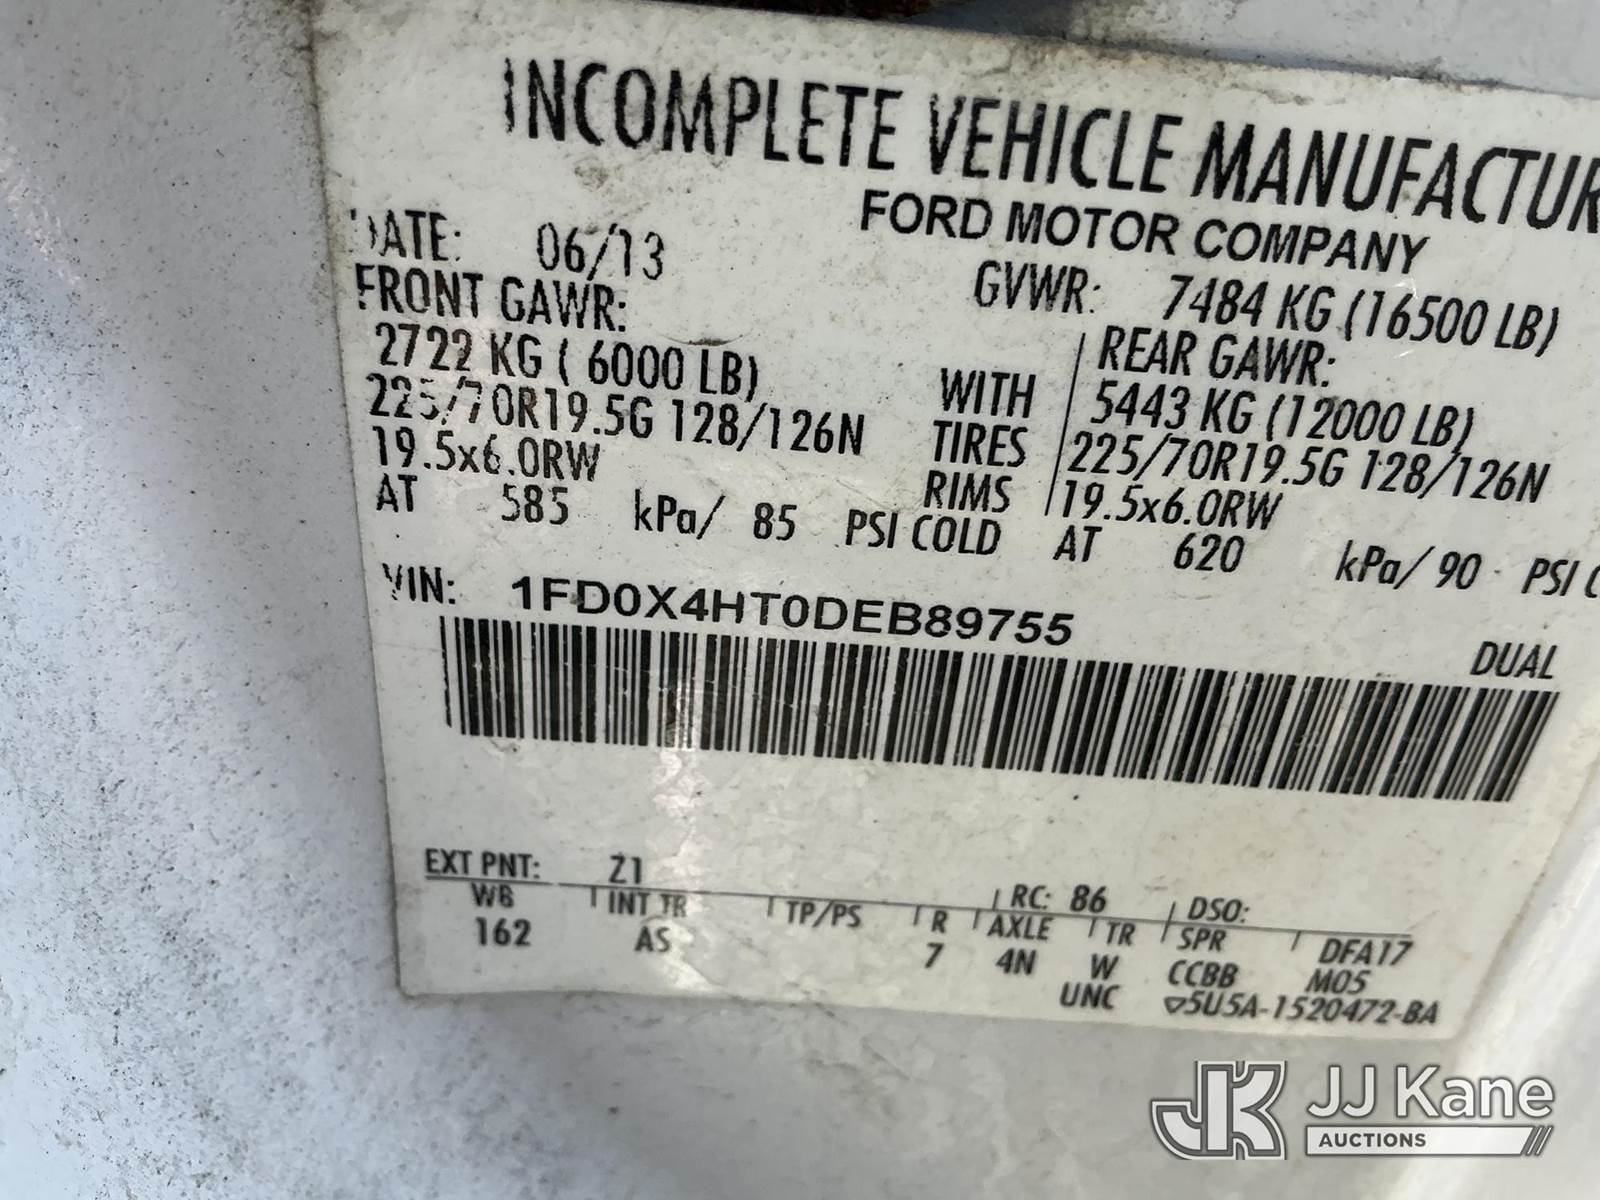 INCOMPLETE VEHICLE MANUFACTUR
FORD MOTOR COMPANY
DATE: 06/13
GVWR: 7484 KG (16500 LB)
FRONT GAWR:
REAR GAWR:
2722 KG ( 6000 LB) WITH 5443 KG (12000 LB)
225/70R19.5G 128/126N TIRES 225/70R19.5G 128/126N
19.5x6.0RW RIMS 19.5x6.0RW
AT 585 kPa/ 85 PSI COLD AT 620 kPa/ 90 PSI C
VIN: 1FD0X4HT0DEB89755
DUAL
EXT PNT: Z1 RC: 86 DSO:
WB INT TR TP/PS R AXLE TR SPR DFA17
162 AS 7 4N W CCBB M05
UNC ▽5U5A-1520472-BA
JK JJ Kane
AUCTIONS